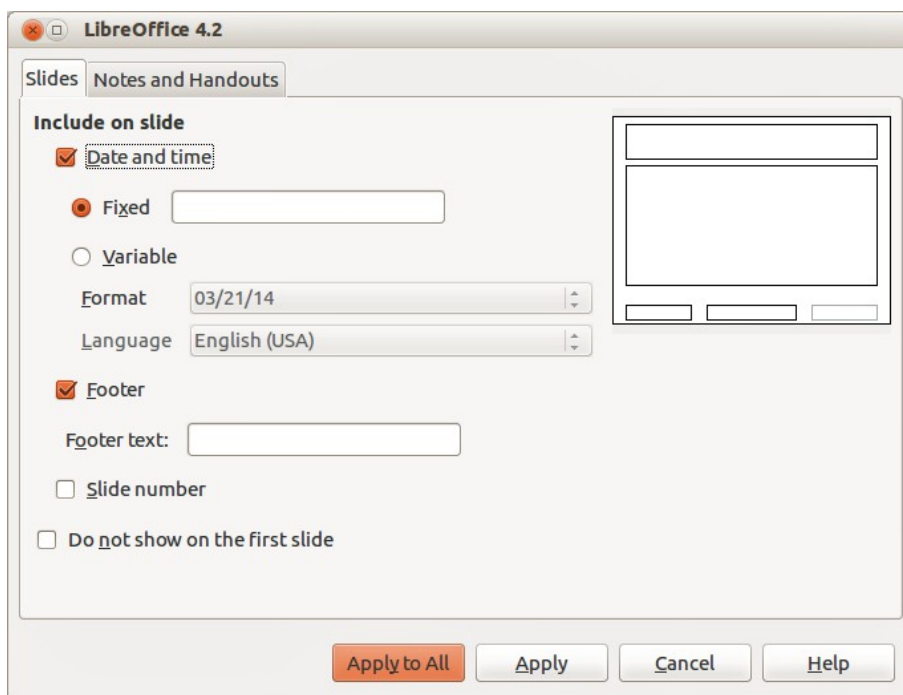 LibreOffice 4.2
Slides Notes and Handouts
Include on slide
Date and time
Fixed
Variable
Format 03/21/14
Language English (USA)
Footer
Footer text:
Slide number
Do not show on the first slide
Apply to All Apply Cancel Help